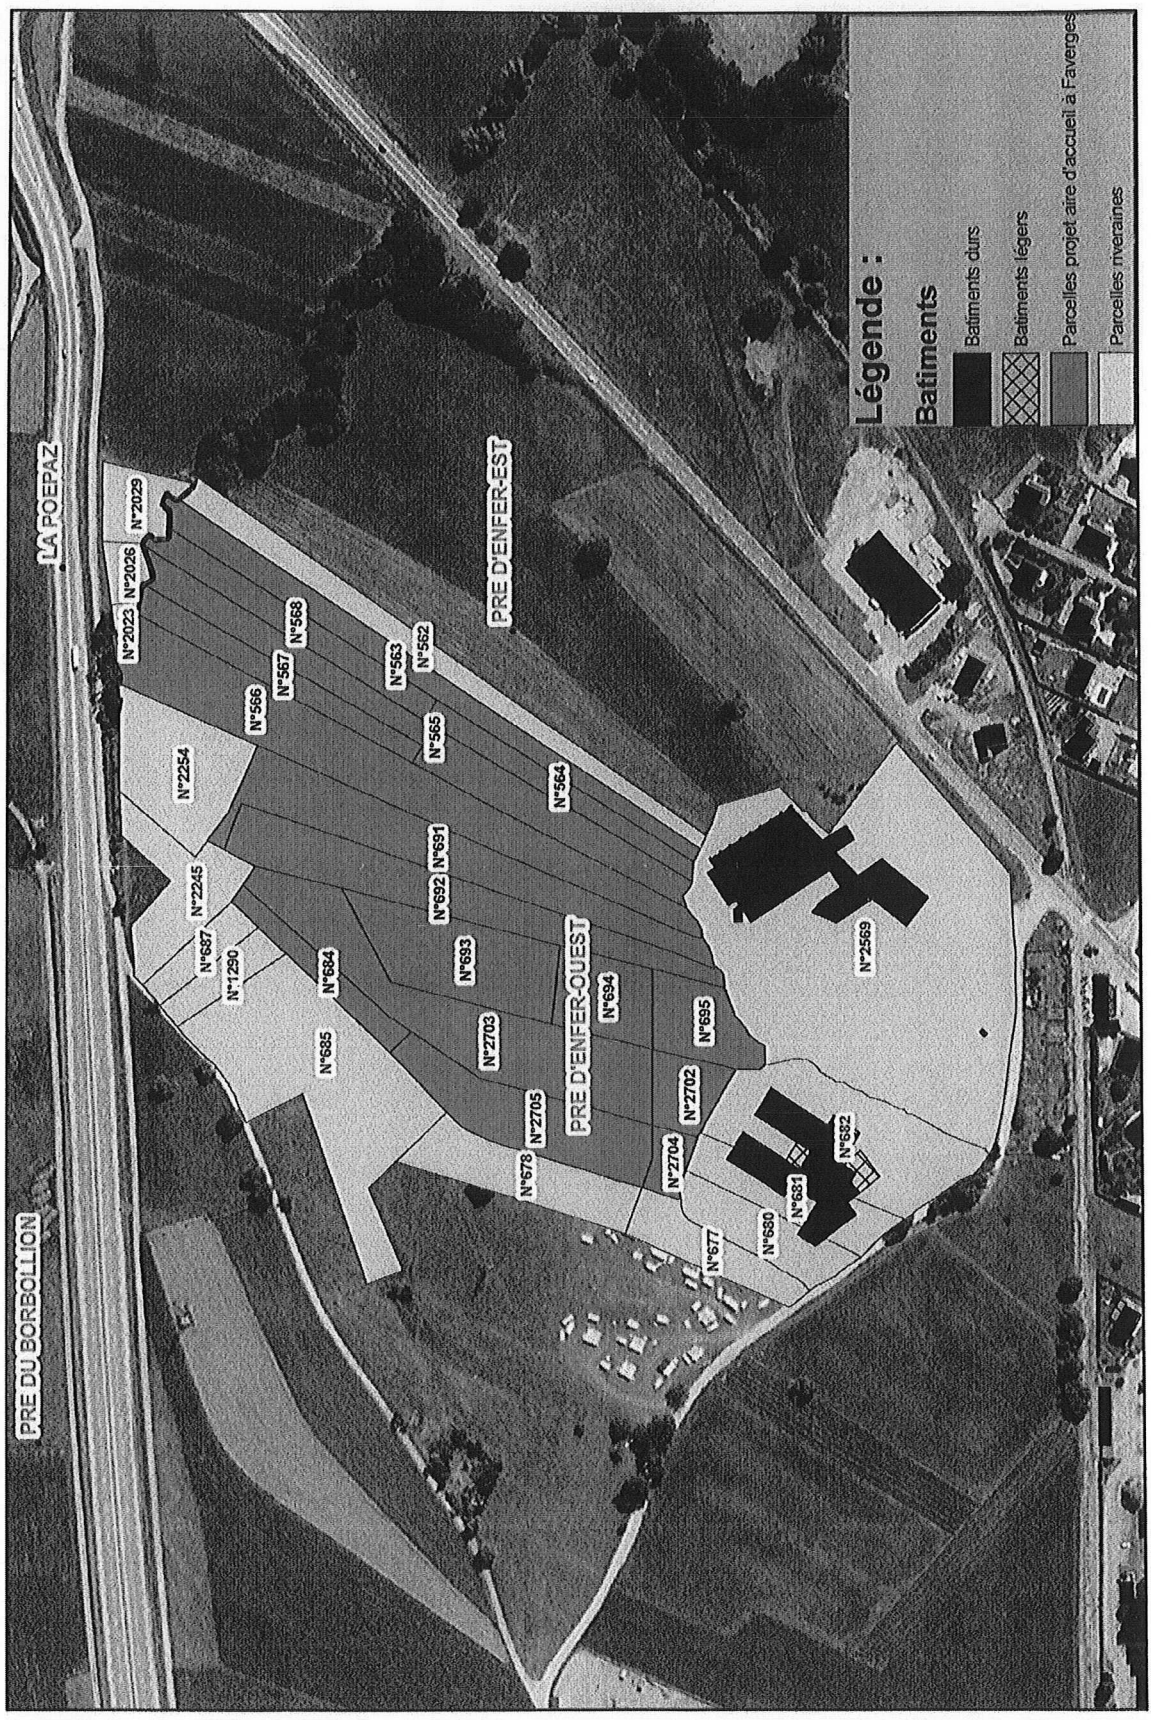 PRE DU BORBOLLION
LA POEPAZ
N°2023
N°2026
N°2029
N°2254
N°2245
N°687
N°1290
N°566
N°567
N°568
N°563
N°562
N°565
N°564
N°684
N°685
N°691
N°692
N°693
N°2703
PRE D'ENFER-EST
N°678
N°2705
PRE D'ENFER-OUEST
N°694
N°695
N°2702
N°2704
N°677
N°680
N°681
N°682
N°2569
Légende :
Batiments
Batiments durs
Batiments légers
Parcelles projet aire d'accueil à Faverges
Parcelles riveraines